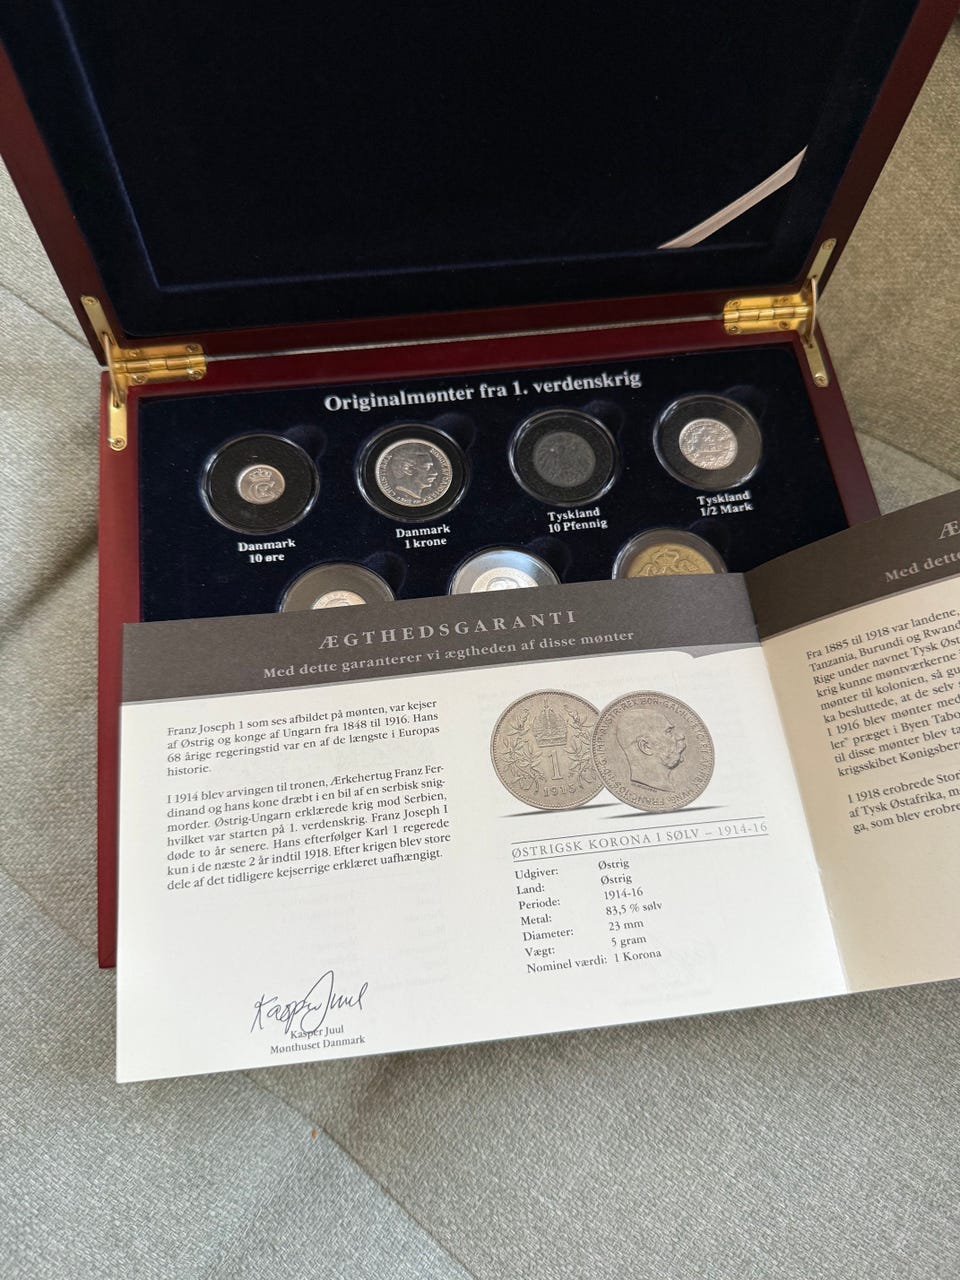 Originalmønter fra 1. verdenskrig
Danmark
10 øre
Danmark
1 krone
Tyskland
10 Pfennig
Tyskland
1/2 Mark
ÆGTHEDSGARANTI
Med dette garanterer vi ægtheden af disse mønter
Franz Joseph 1 som ses afbildet på mønten, var kejser
af Østrig og konge af Ungarn fra 1848 til 1916. Hans
68 årige regeringstid var en af de længste i Europas
historie.
I 1914 blev arvingen til tronen, Ærkehertug Franz Fer-
dinand og hans kone dræbt i en bil af en serbisk snig-
morder. Østrig-Ungarn erklærede krig mod Serbien,
hvilket var starten på 1. verdenskrig. Franz Joseph I
døde to år senere. Hans efterfølger Karl 1 regerede
kun i de næste 2 år indtil 1918. Efter krigen blev store
dele af det tidligere kejserrige erklæret uafhængigt.
Kasper Juul
Kasper Juul
Mønthuset Danmark
1
1915
ØSTRIGSK KORONA I SØLV – 1914-16
Udgiver: Østrig
Land: Østrig
Periode: 1914-16
Metal: 83,5 % sølv
Diameter: 23 mm
Vægt: 5 gram
Nominel værdi: 1 Korona
Æ
Med dette
Fra 1885 til 1918 var landene,
Tanzania, Burundi og Rwand
Rige under navnet Tysk Øst
krig kunne møntværkerne i
mønter til kolonien, så gu
ka besluttede, at de selv
I 1916 blev mønter med
ler” præget i Byen Tabo
til disse mønter blev ta
krigsskibet Königsberg
I 1918 erobrede Stor
af Tysk Østafrika, m
ga, som blev erobre